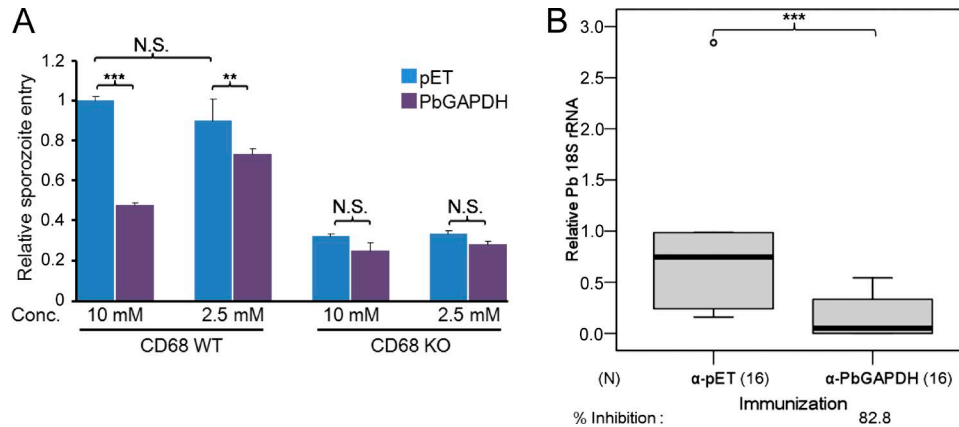 A
Relative sporozoite entry
1.2
1
0.8
0.6
0.4
0.2
0
N.S.
***
**
N.S.
N.S.
pET
PbGAPDH
Conc. 10 mM 2.5 mM 10 mM 2.5 mM
CD68 WT CD68 KO
B
Relative Pb 18S rRNA
3.0
2.5
2.0
1.5
1.0
0.5
0.0
***
(N) α-pET (16) α-PbGAPDH (16)
Immunization
% Inhibition : 82.8